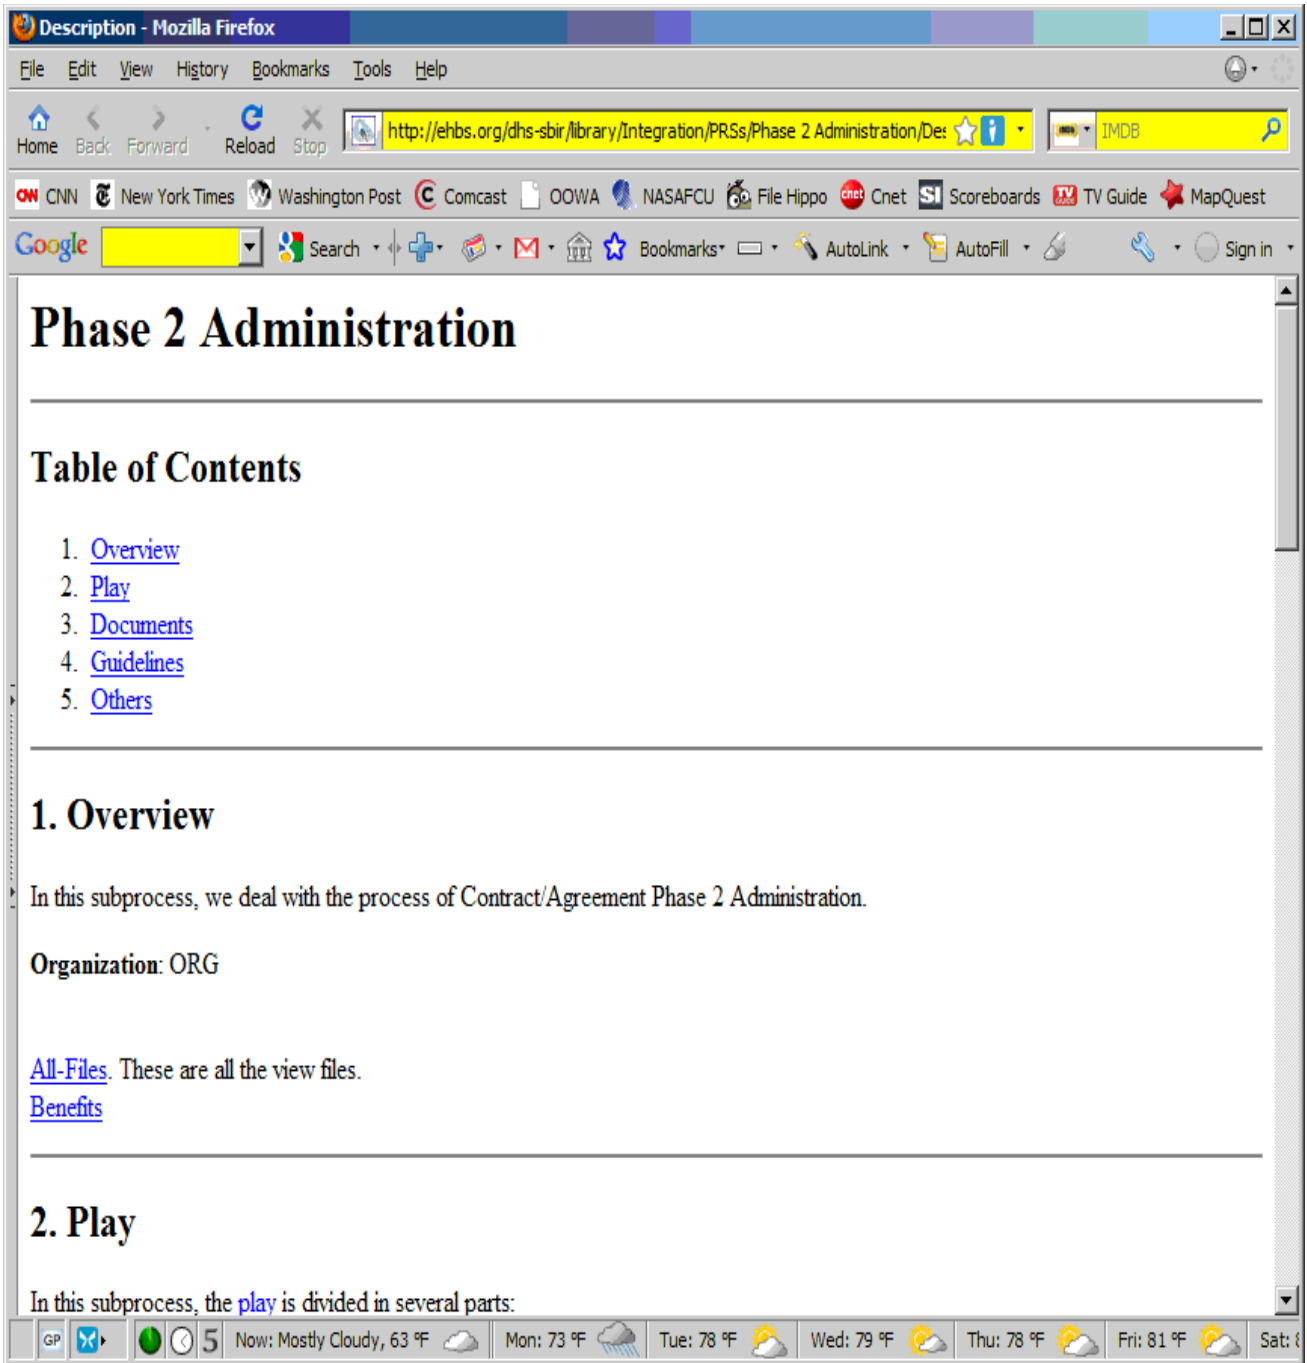 Description - Mozilla Firefox
File Edit View History Bookmarks Tools Help
Home Back Forward Reload Stop http://ehbs.org/dhs-sbir/library/Integration/PRSs/Phase 2 Administration/Des IMDB
CNN New York Times Washington Post Comcast OOWA NASAFCU File Hippo Cnet Scoreboards TV Guide MapQuest
Google Search Bookmarks AutoLink AutoFill Sign in
Phase 2 Administration
Table of Contents
1. Overview
2. Play
3. Documents
4. Guidelines
5. Others
1. Overview
In this subprocess, we deal with the process of Contract/Agreement Phase 2 Administration.
Organization: ORG
All-Files. These are all the view files.
Benefits
2. Play
In this subprocess, the play is divided in several parts:
GP 5 Now: Mostly Cloudy, 63 °F Mon: 73 °F Tue: 78 °F Wed: 79 °F Thu: 78 °F Fri: 81 °F Sat: